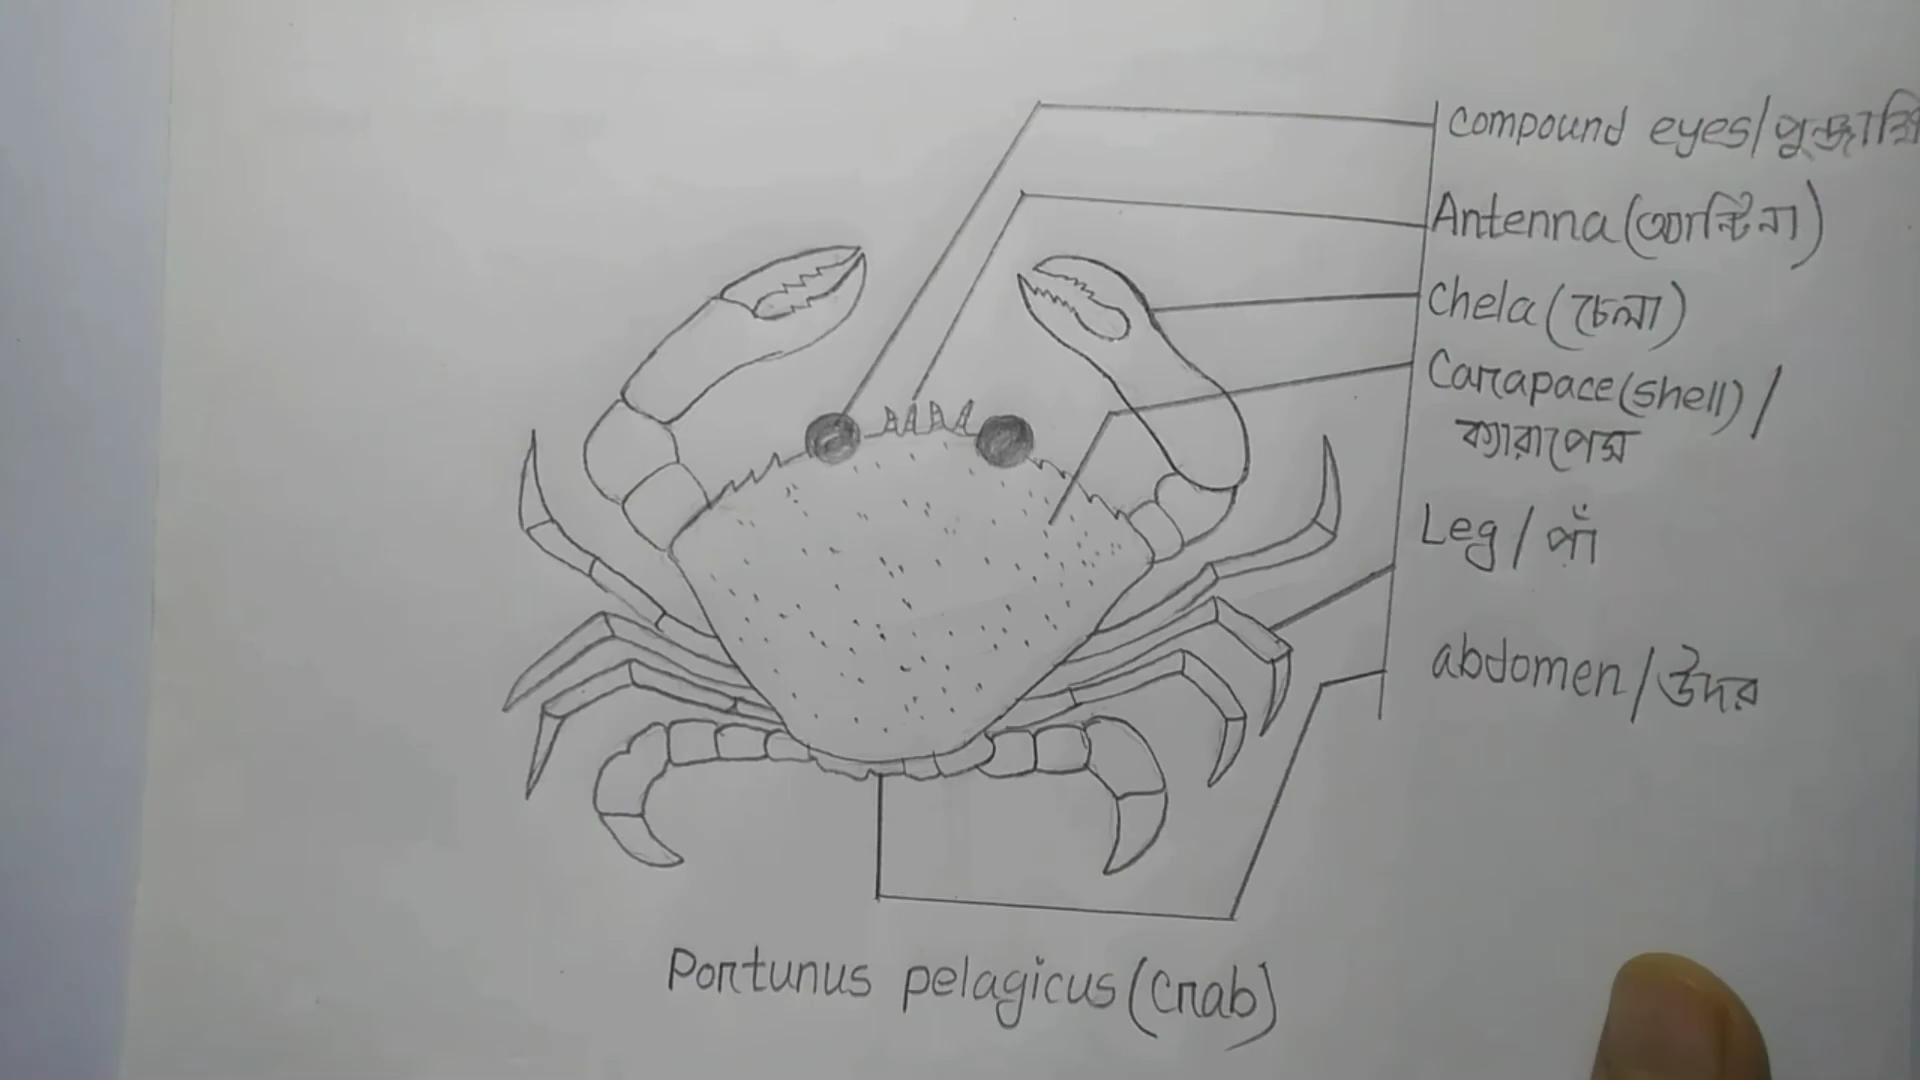 Compound eyes/পুঞ্জাক্ষি
Antenna (অ্যান্টিনা)
Chela (চেলা)
Carapace (shell) /
ক্যারাপেস
Leg / পাঁ
abdomen / উদর
Portunus pelagicus (Crab)